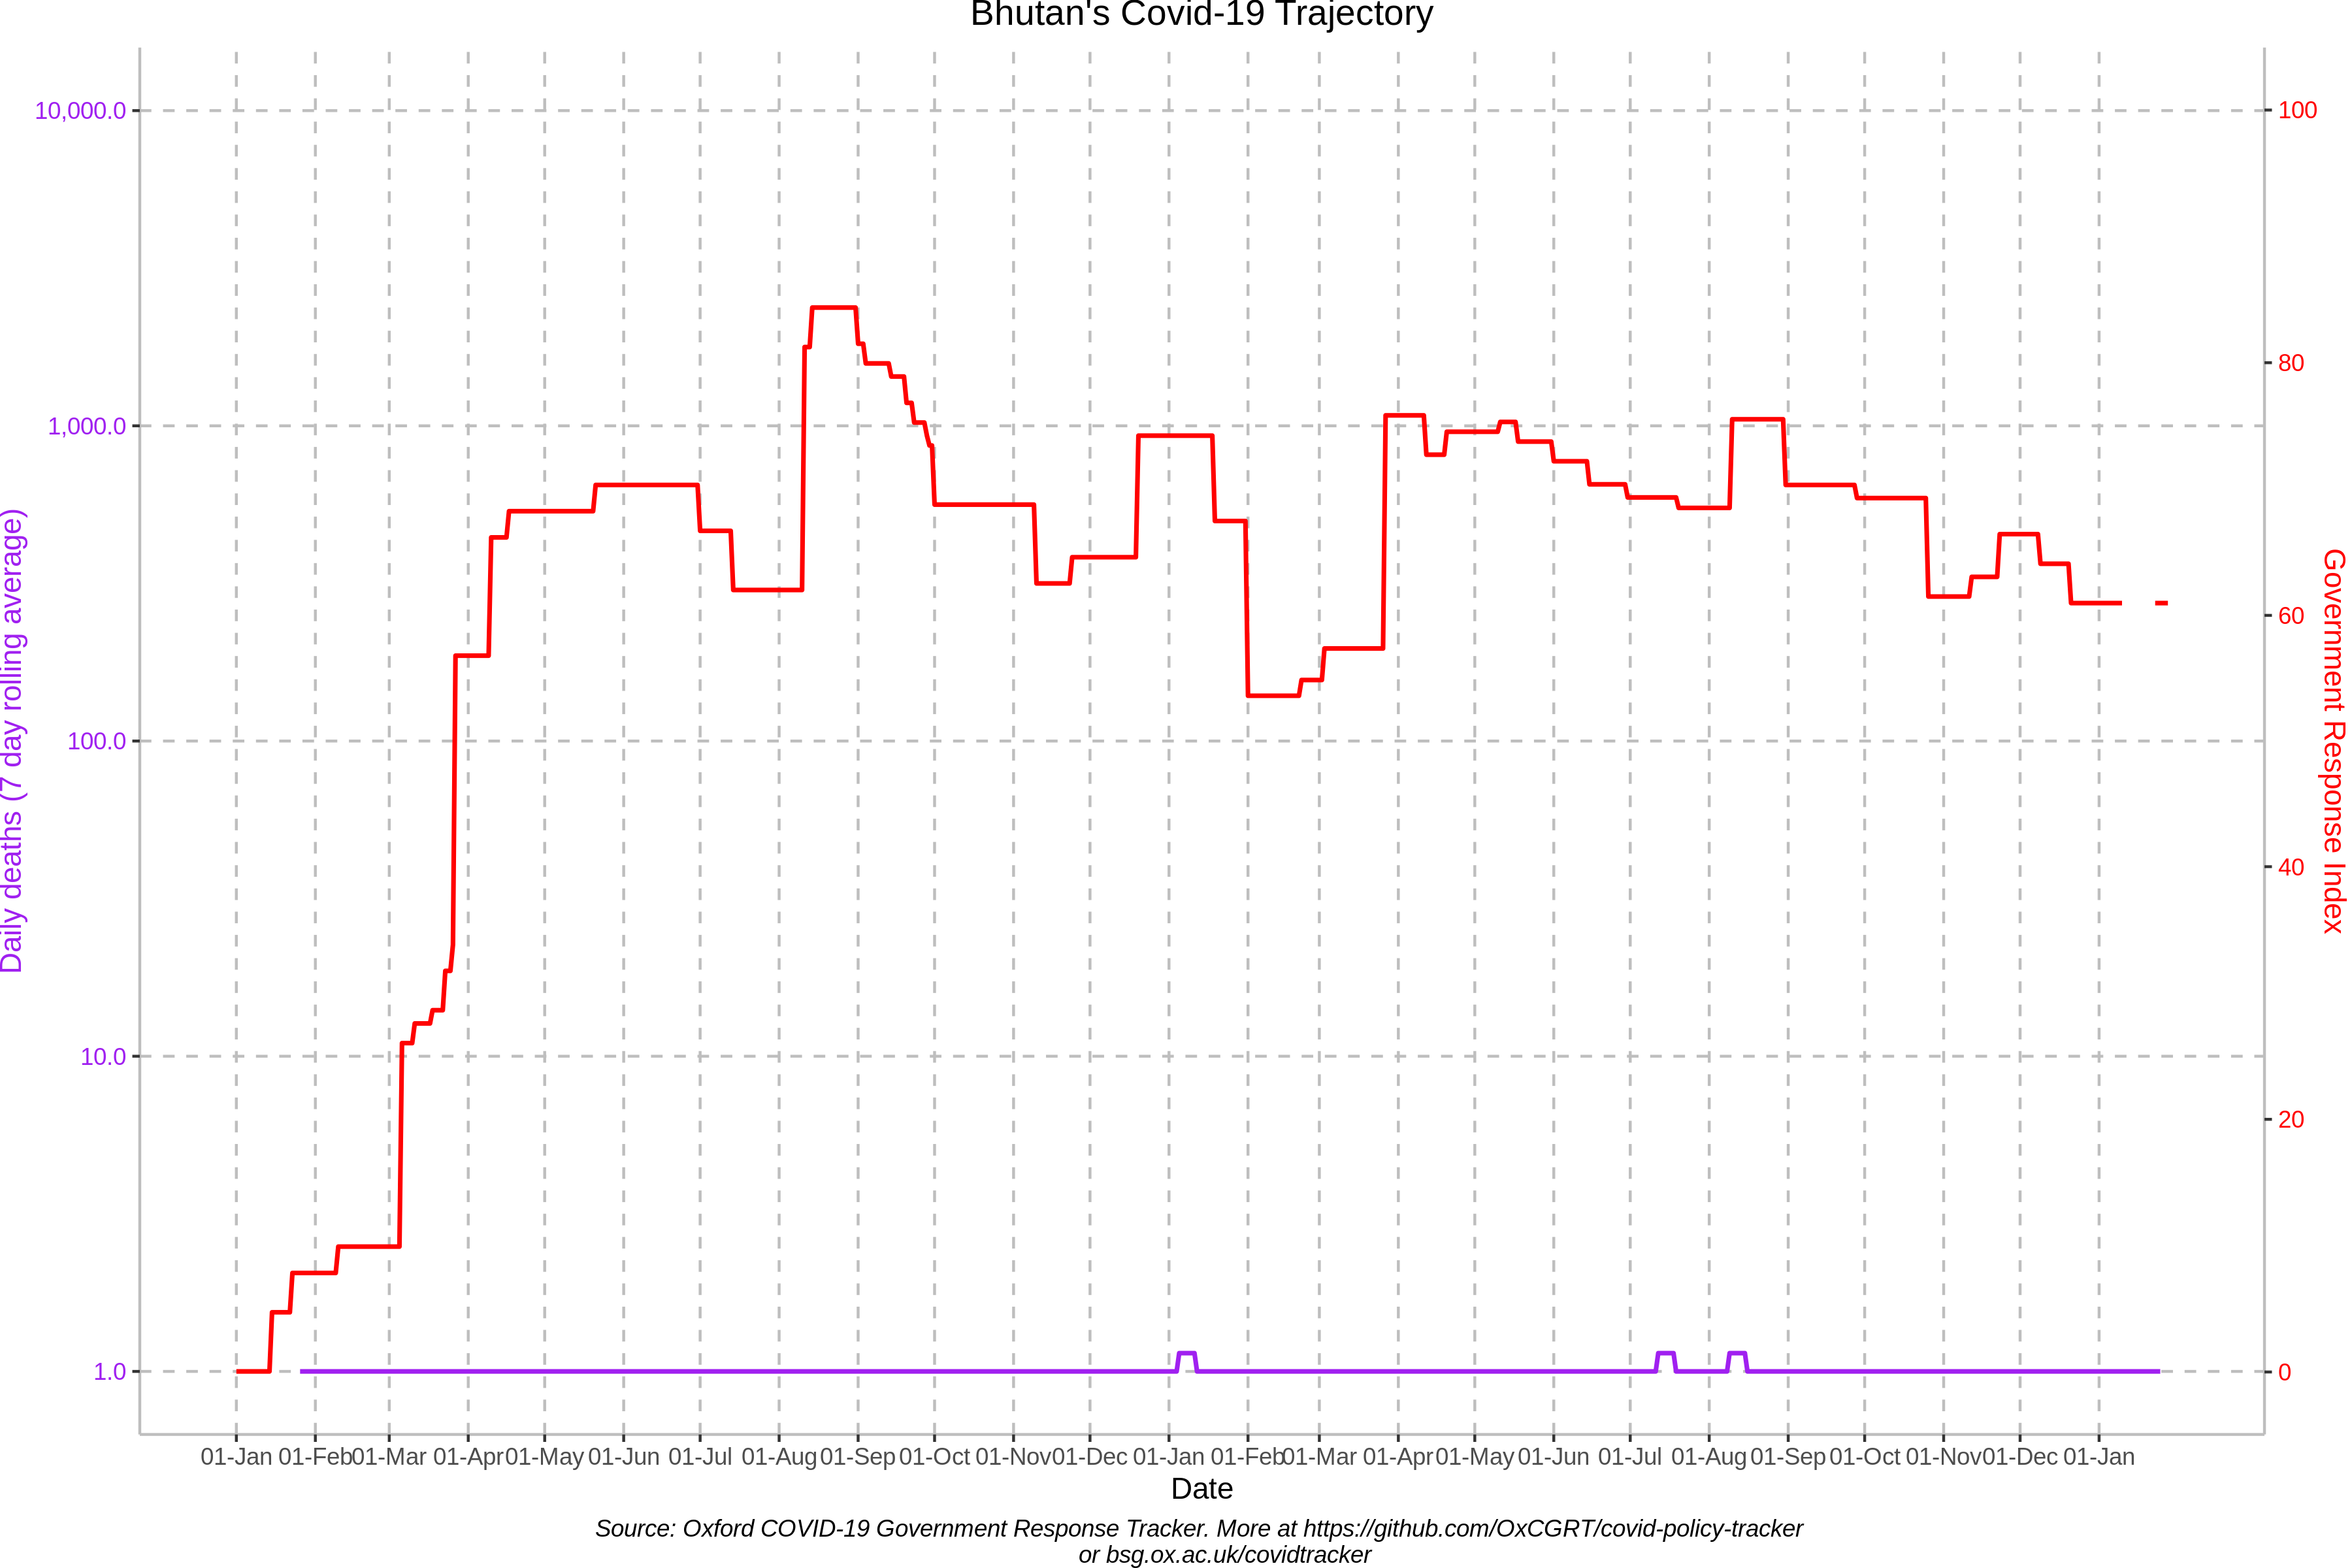 Bhutan's Covid-19 Trajectory
10,000.0
1,000.0
100.0
10.0
1.0
Daily deaths (7 day rolling average)
100
80
60
40
20
0
Government Response Index
01-Jan 01-Feb 01-Mar 01-Apr 01-May 01-Jun 01-Jul 01-Aug 01-Sep 01-Oct 01-Nov 01-Dec 01-Jan 01-Feb 01-Mar 01-Apr 01-May 01-Jun 01-Jul 01-Aug 01-Sep 01-Oct 01-Nov 01-Dec 01-Jan
Date
Source: Oxford COVID-19 Government Response Tracker. More at https://github.com/OxCGRT/covid-policy-tracker
or bsg.ox.ac.uk/covidtracker